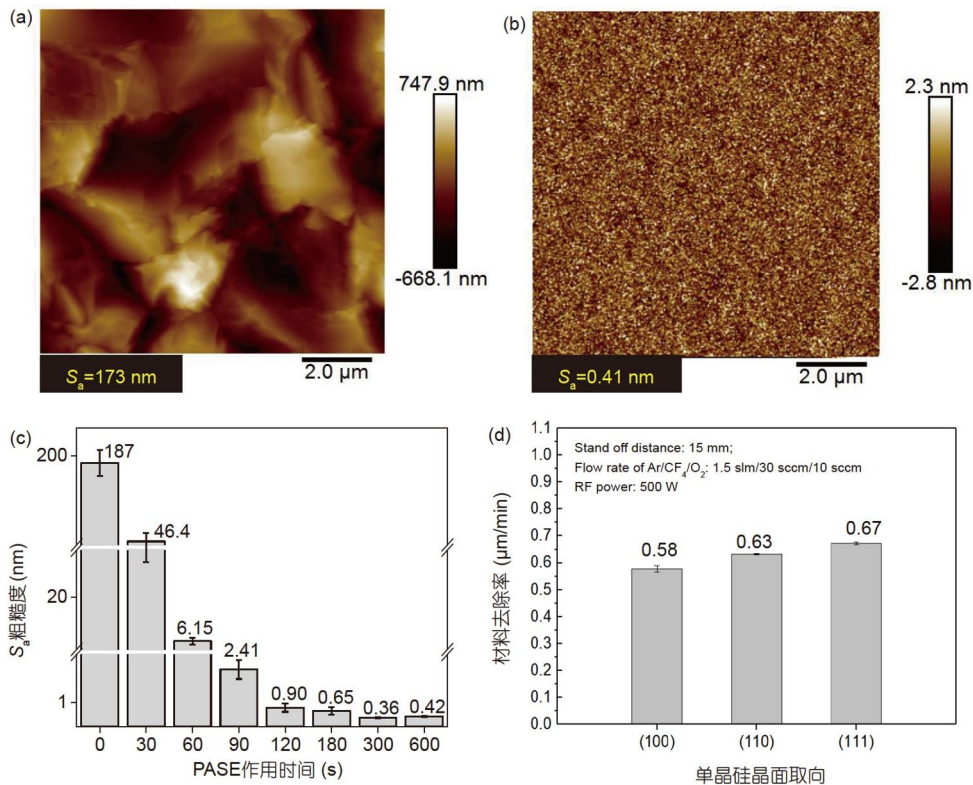 (a)
747.9 nm
-668.1 nm
Sa=173 nm
2.0 µm
(b)
2.3 nm
-2.8 nm
Sa=0.41 nm
2.0 µm
(c)
Sa粗糙度 (nm)
200
20
1
187
46.4
6.15
2.41
0.90
0.65
0.36
0.42
0 30 60 90 120 180 300 600
PASE作用时间 (s)
(d)
材料去除率 (µm/min)
1.1
1.0
0.9
0.8
0.7
0.6
0.5
0.4
0.3
0.2
0.1
0.0
Stand off distance: 15 mm;
Flow rate of Ar/CF4/O2: 1.5 slm/30 sccm/10 sccm
RF power: 500 W
0.58
0.63
0.67
(100) (110) (111)
单晶硅晶面取向